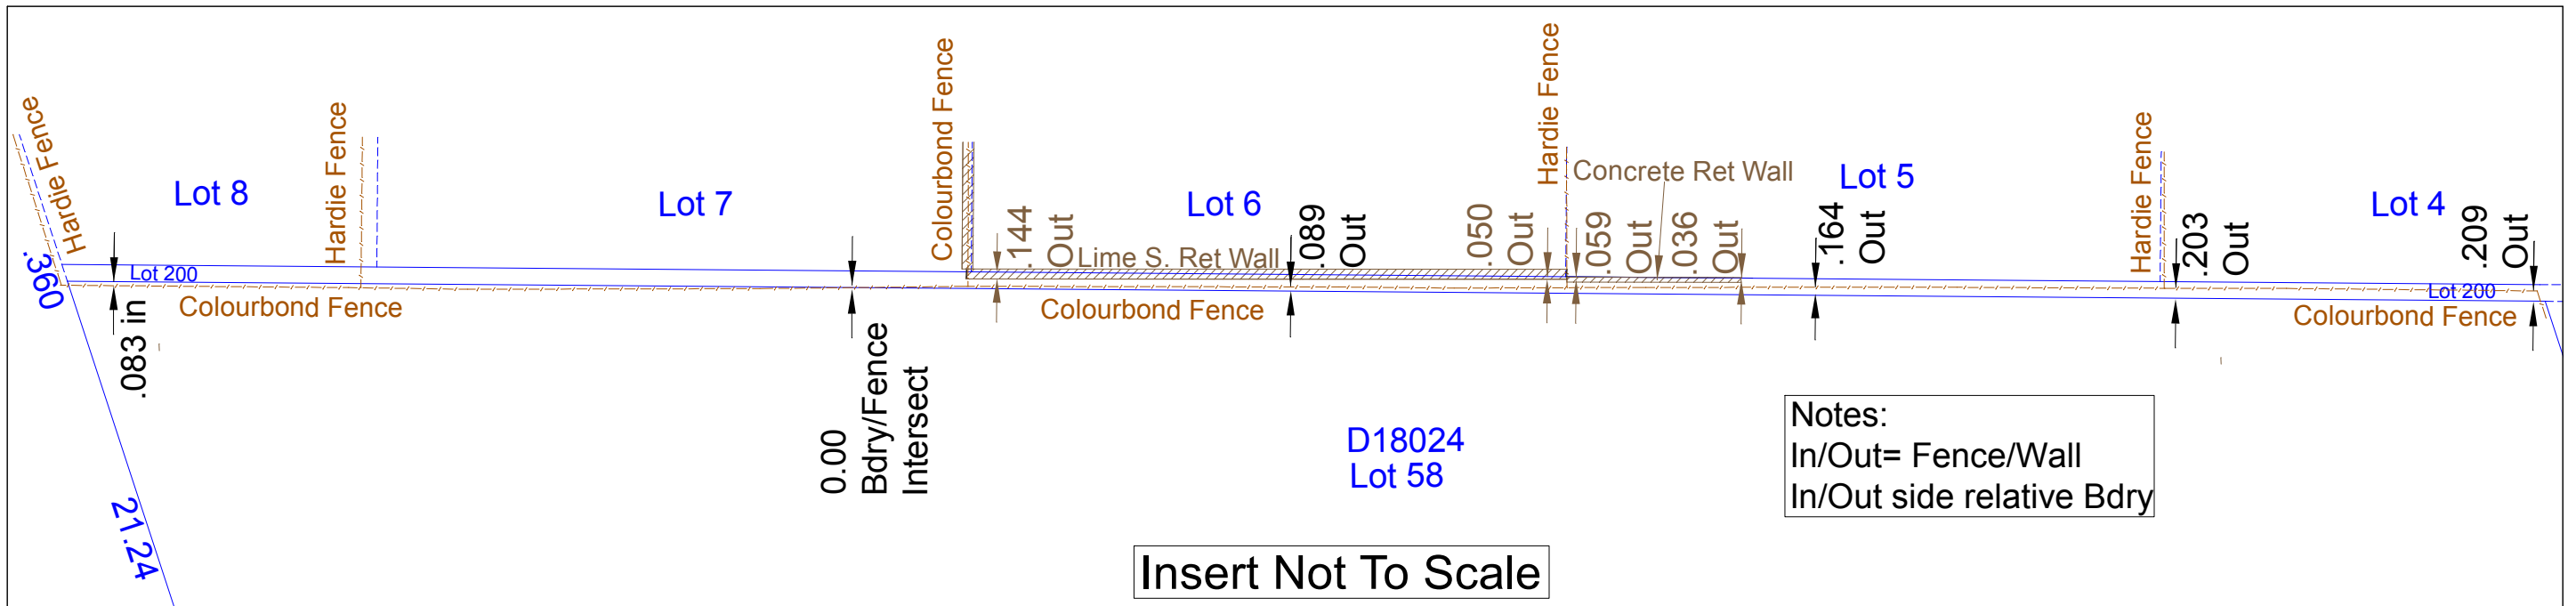 Hardie Fence
Lot 8
Hardie Fence
Lot 7
Colourbond Fence
Lot 6
Hardie Fence
Concrete Ret Wall
Lot 5
Hardie Fence
Lot 4
.360
Lot 200
.083 in
Colourbond Fence
0.00
Bdry/Fence
Intersect
.144
Out
Lime S. Ret Wall
.089
Out
.050
Out
.059
Out
.036
Out
.164
Out
.203
Out
.209
Out
Lot 200
Colourbond Fence
Colourbond Fence
21.24
D18024
Lot 58
Notes:
In/Out= Fence/Wall
In/Out side relative Bdry
Insert Not To Scale